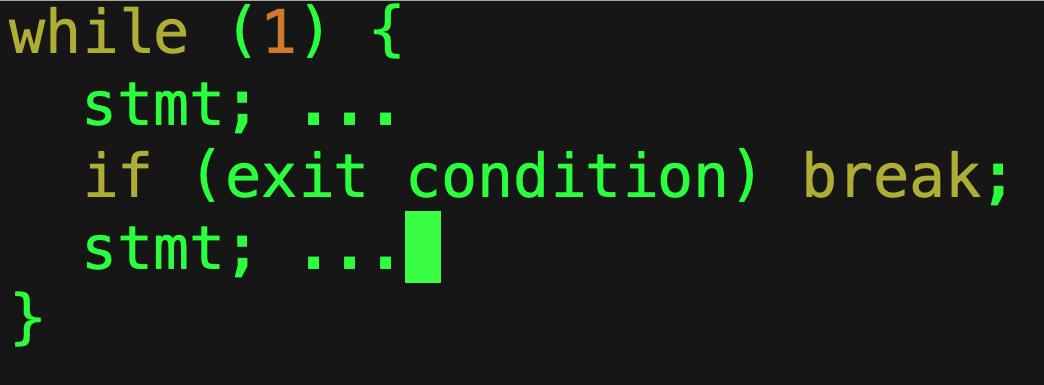 while (1) {
  stmt; ...
  if (exit condition) break;
  stmt; ...
}